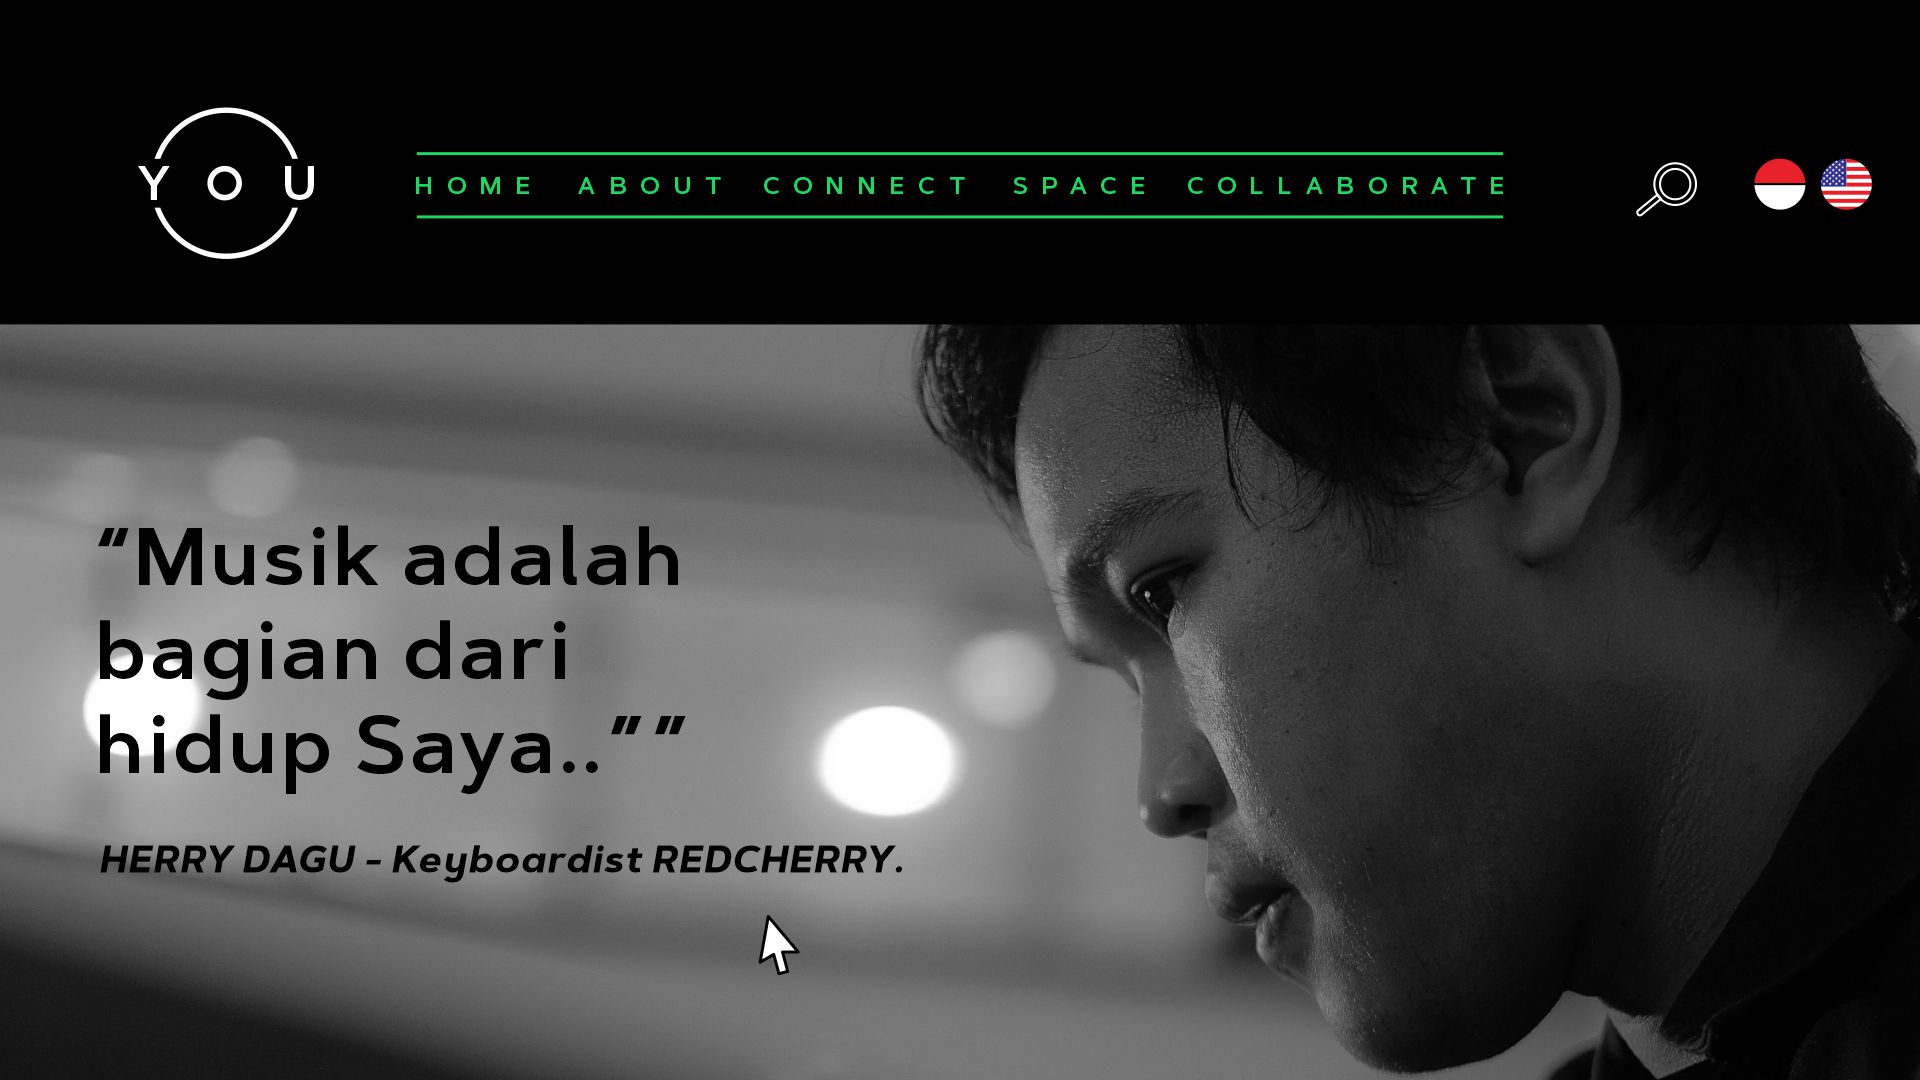 YOU
HOME ABOUT CONNECT SPACE COLLABORATE
“Musik adalah
bagian dari
hidup Saya..” ”
HERRY DAGU - Keyboardist REDCHERRY.